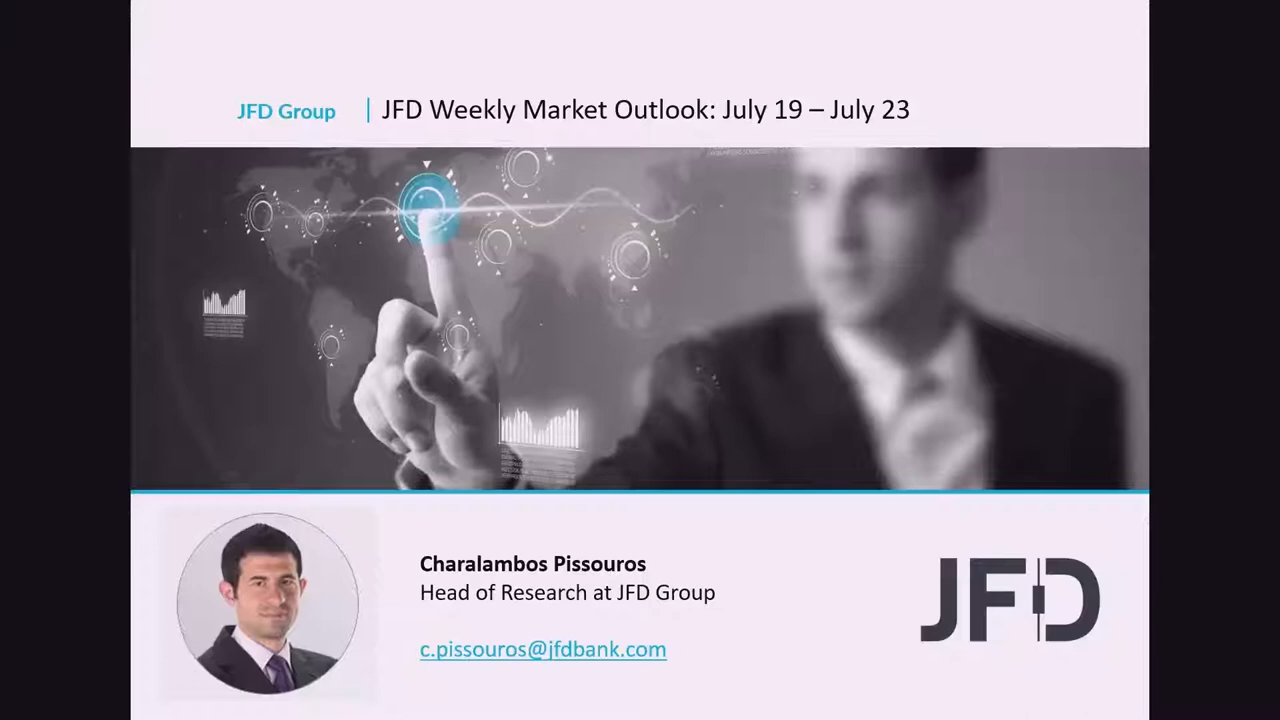 JFD Group
JFD Weekly Market Outlook: July 19 – July 23
Charalambos Pissouros
Head of Research at JFD Group
c.pissouros@jfdbank.com
JFD